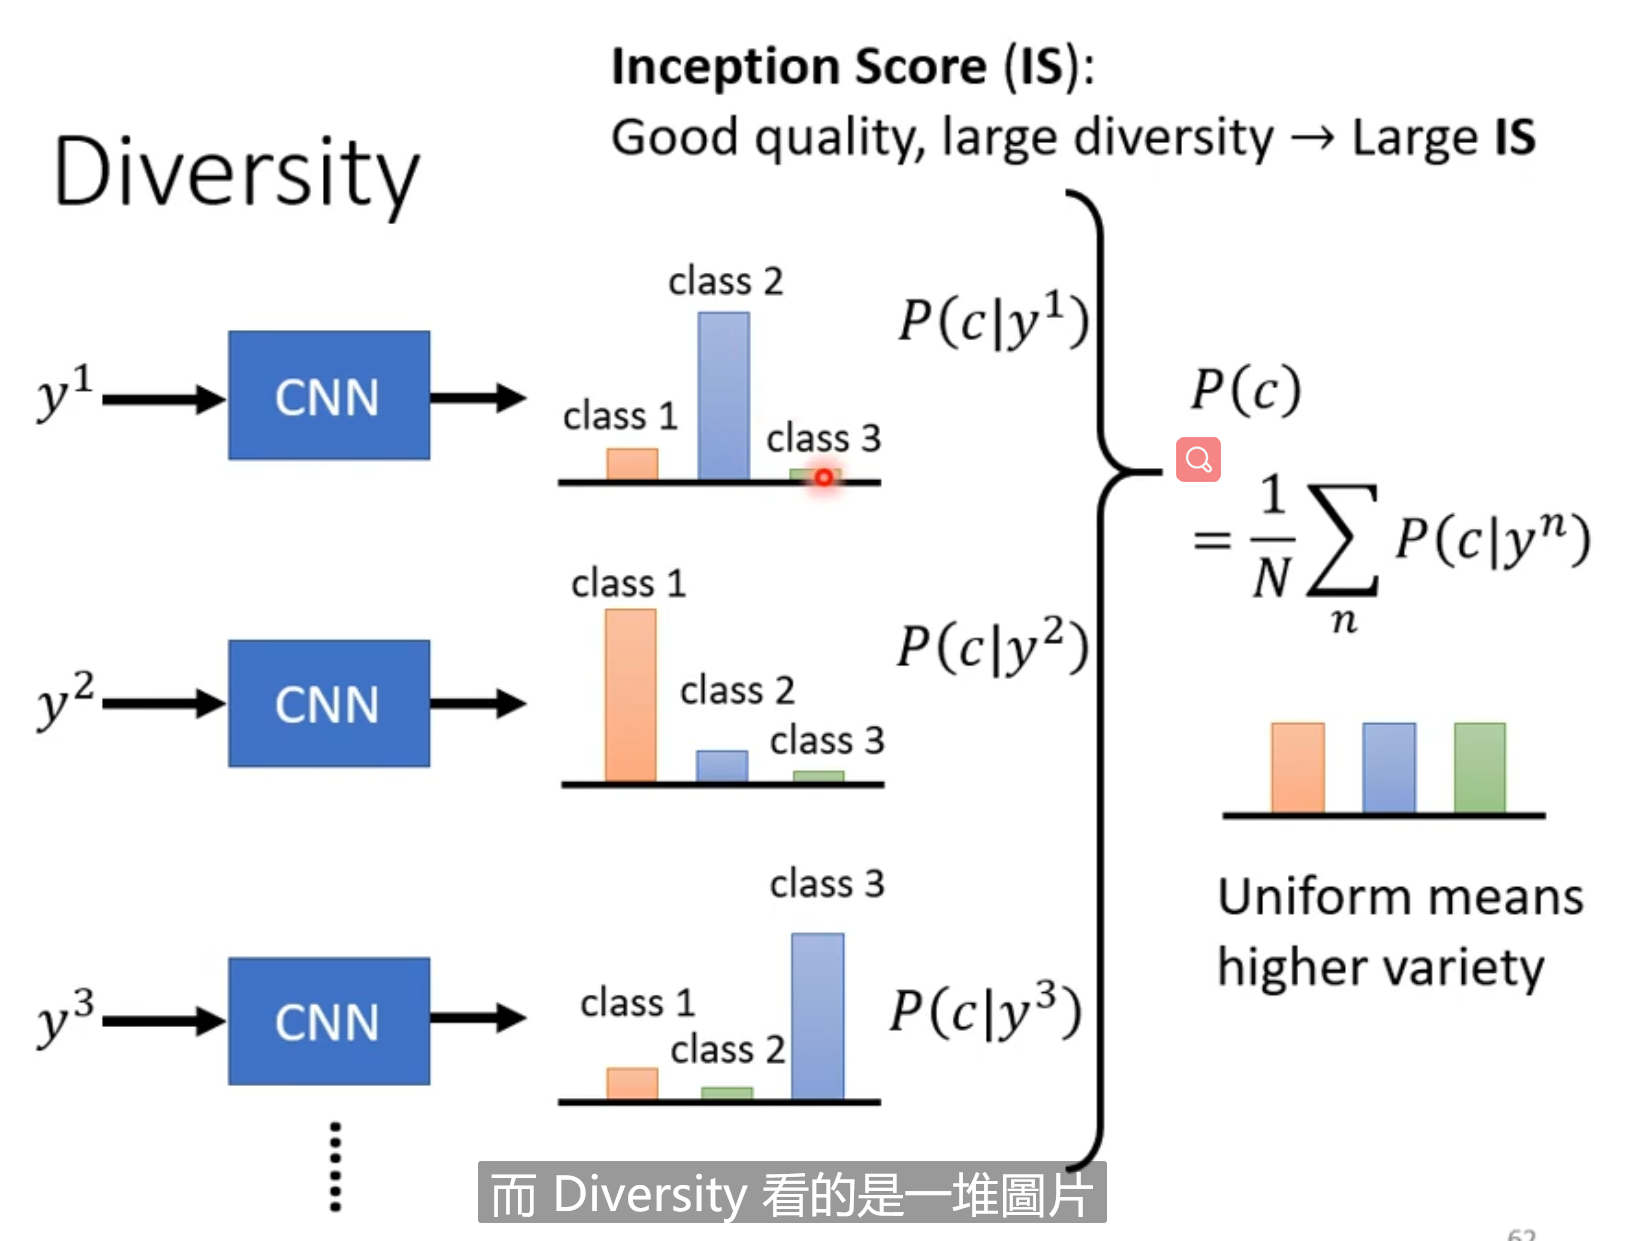 Inception Score (IS):
Good quality, large diversity → Large IS
Diversity
y¹
CNN
class 1
class 2
class 3
P(c|y¹)
y²
CNN
class 1
class 2
class 3
P(c|y²)
y³
CNN
class 1
class 2
class 3
P(c|y³)
P(c)
= 1/N ∑ₙ P(c|yⁿ)
Uniform means
higher variety
而 Diversity 看的是一堆圖片
62